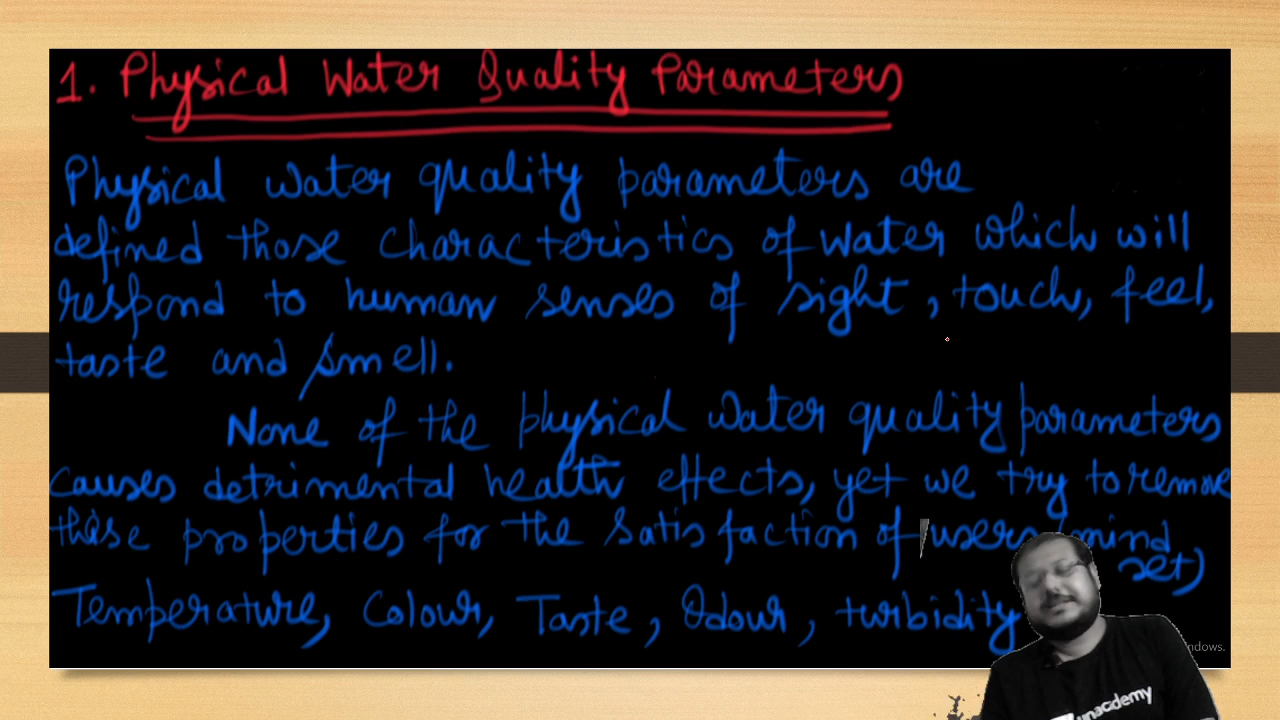 1. Physical Water Quality Parameters
Physical water quality parameters are
defined those characteristics of water which will
respond to human senses of sight, touch, feel,
taste and smell.
None of the physical water quality parameters
causes detrimental health effects, yet we try to remove
these properties for the satisfaction of users (mind
set)
Temperature, Colour, Taste, Odour, turbidity
ndows.
unacademy